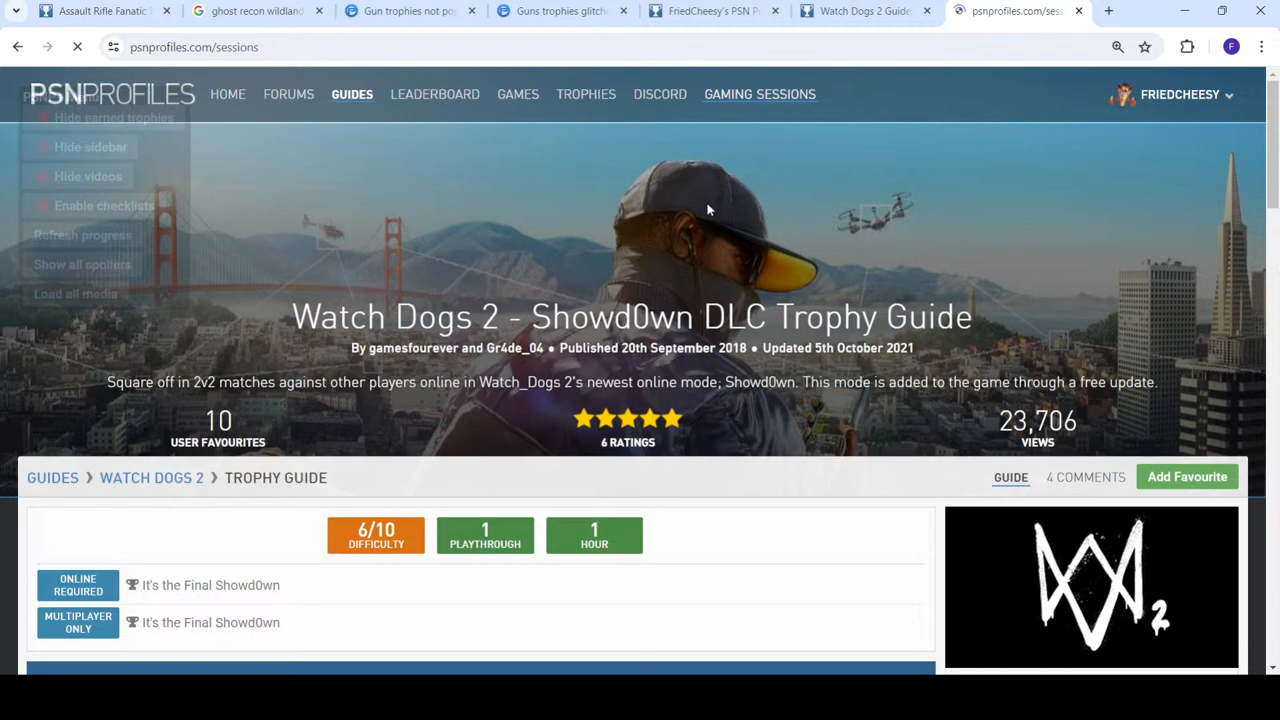 Assault Rifle Fanatic
ghost recon wildland
Gun trophies not pop
Guns trophies glitche
FriedCheesy's PSN P
Watch Dogs 2 Guide
psnprofiles.com/sess
psnprofiles.com/sessions
F
PSNPROFILES
HOME
FORUMS
GUIDES
LEADERBOARD
GAMES
TROPHIES
DISCORD
GAMING SESSIONS
FRIEDCHEESY
Hide earned trophies
Hide sidebar
Hide videos
Enable checklists
Refresh progress
Show all spoilers
Load all media
Watch Dogs 2 - Showd0wn DLC Trophy Guide
By gamesfourever and Gr4de_04 • Published 20th September 2018 • Updated 5th October 2021
Square off in 2v2 matches against other players online in Watch_Dogs 2's newest online mode; Showd0wn. This mode is added to the game through a free update.
10
USER FAVOURITES
6 RATINGS
23,706
VIEWS
GUIDES
WATCH DOGS 2
TROPHY GUIDE
GUIDE
4 COMMENTS
Add Favourite
6/10
DIFFICULTY
1
PLAYTHROUGH
1
HOUR
ONLINE
REQUIRED
It's the Final Showd0wn
MULTIPLAYER
ONLY
It's the Final Showd0wn
2